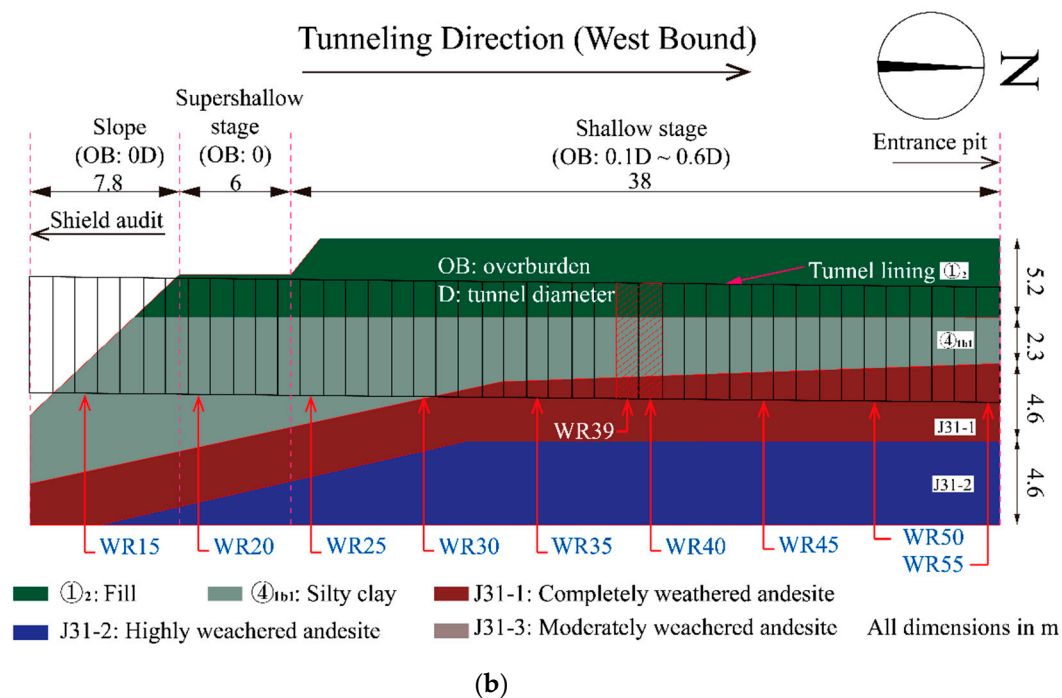 Tunneling Direction (West Bound)
N
Supershallow
stage
(OB: 0)
6
Slope
(OB: 0D)
7.8
Shallow stage
(OB: 0.1D ~ 0.6D)
38
Entrance pit
Shield audit
OB: overburden
D: tunnel diameter
Tunnel lining ①₂
5.2
④₁b1
2.3
4.6
J31-1
WR39
J31-2
4.6
WR15
WR20
WR25
WR30
WR35
WR40
WR45
WR50
WR55
①₂: Fill
④₁b1: Silty clay
J31-1: Completely weathered andesite
J31-2: Highly weachered andesite
J31-3: Moderately weachered andesite
All dimensions in m
(b)